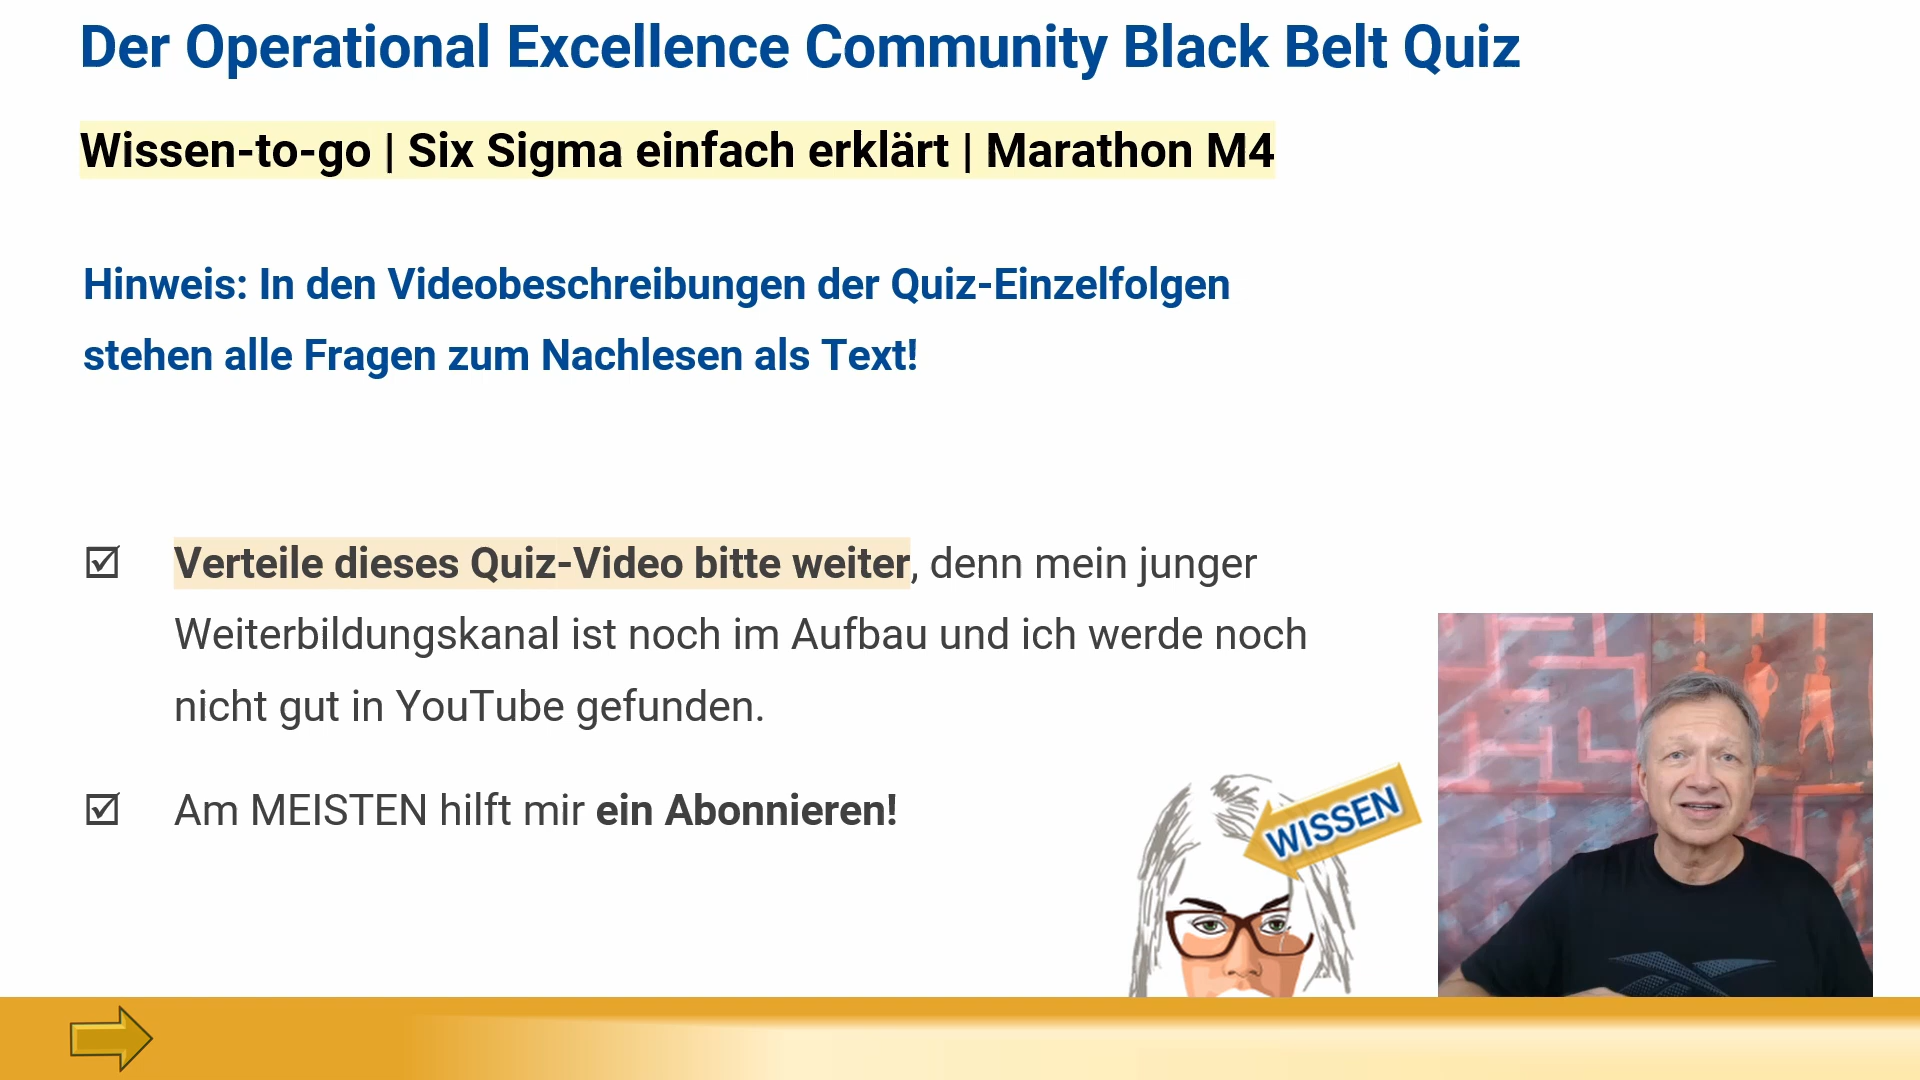 Der Operational Excellence Community Black Belt Quiz
Wissen-to-go | Six Sigma einfach erklärt | Marathon M4
Hinweis: In den Videobeschreibungen der Quiz-Einzelfolgen
stehen alle Fragen zum Nachlesen als Text!
Verteile dieses Quiz-Video bitte weiter, denn mein junger
Weiterbildungskanal ist noch im Aufbau und ich werde noch
nicht gut in YouTube gefunden.
Am MEISTEN hilft mir ein Abonnieren!
WISSEN